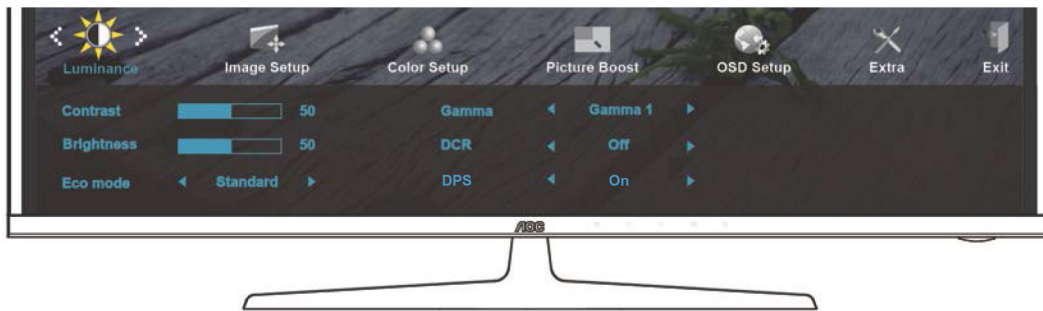 Luminance Image Setup Color Setup Picture Boost OSD Setup Extra Exit
Contrast 50 Gamma Gamma 1
Brightness 50 DCR Off
Eco mode Standard DPS On
AOC